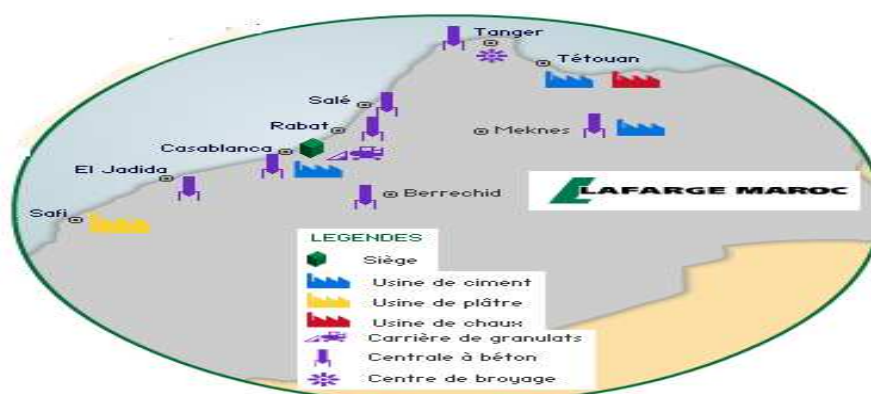 Tanger
Tétouan
Salé
Rabat
Meknes
Casablanca
El Jadida
Berrechid
LAFARGE MAROC
Safi
LEGENDES
Siège
Usine de ciment
Usine de plâtre
Usine de chaux
Carrière de granulats
Centrale à béton
Centre de broyage